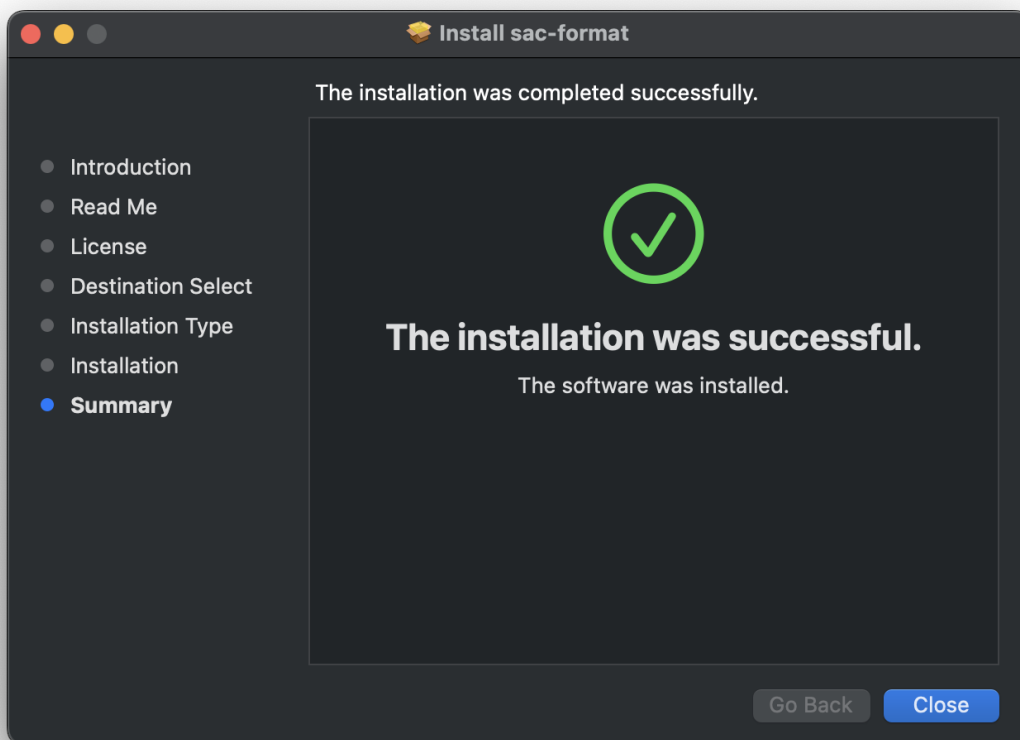 Install sac-format
The installation was completed successfully.
Introduction
Read Me
License
Destination Select
Installation Type
Installation
Summary
The installation was successful.
The software was installed.
Go Back
Close